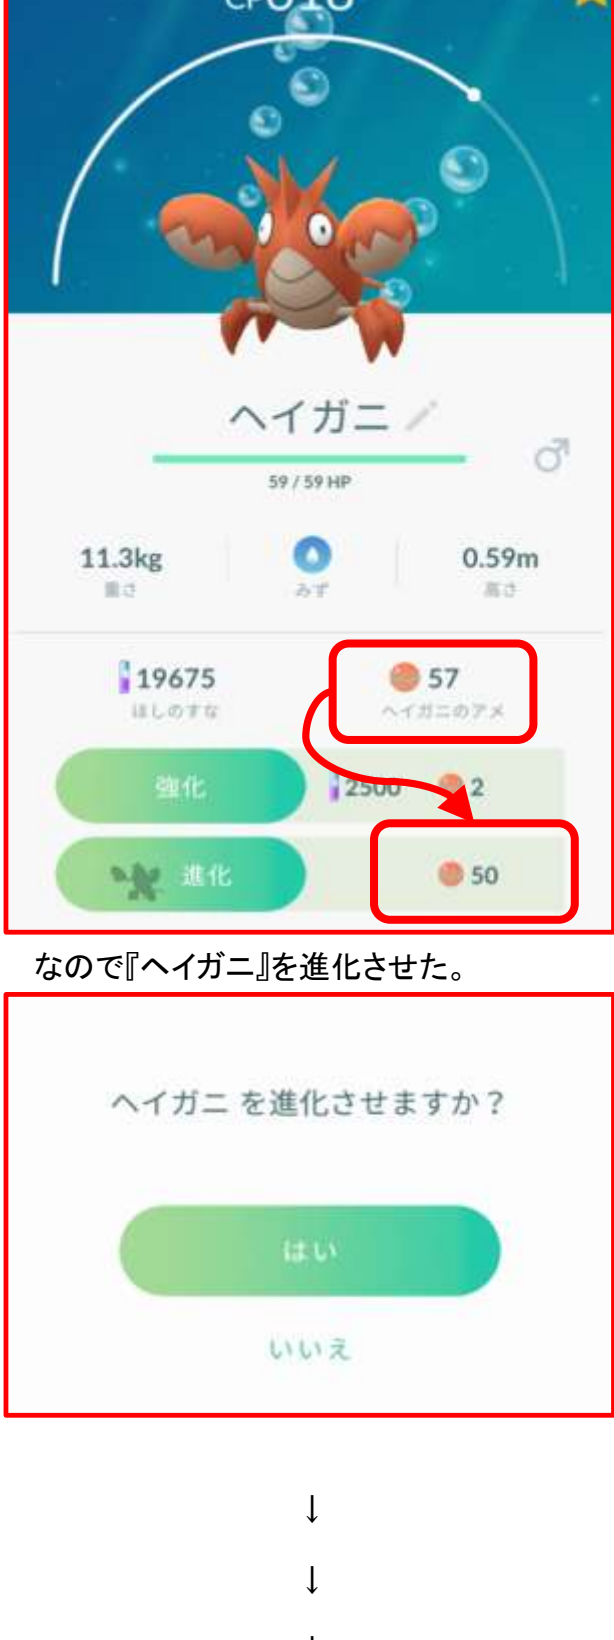 ヘイガニ
59 / 59 HP
11.3kg
重さ
みず
0.59m
高さ
19675
ほしのすな
57
ヘイガニのアメ
強化
2500
2
進化
50
なので『ヘイガニ』を進化させた。
ヘイガニ を進化させますか？
はい
いいえ
↓
↓